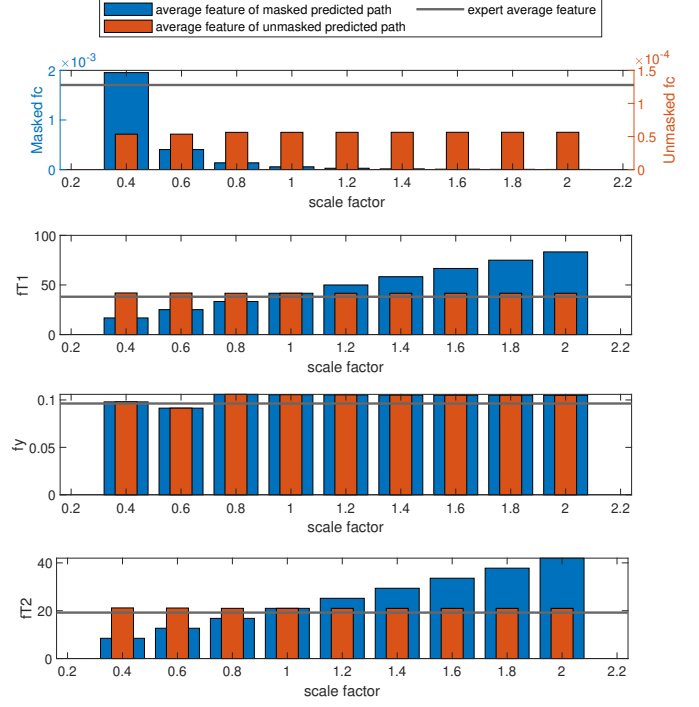 average feature of masked predicted path
expert average feature
average feature of unmasked predicted path
×10^-3
×10^-4
Masked fc
2
1
0
1.5
1
0.5
0
Unmasked fc
0.2 0.4 0.6 0.8 1 1.2 1.4 1.6 1.8 2 2.2
scale factor
fT1
100
50
0
0.2 0.4 0.6 0.8 1 1.2 1.4 1.6 1.8 2 2.2
scale factor
fy
0.1
0.05
0
0.2 0.4 0.6 0.8 1 1.2 1.4 1.6 1.8 2 2.2
scale factor
fT2
40
20
0
0.2 0.4 0.6 0.8 1 1.2 1.4 1.6 1.8 2 2.2
scale factor